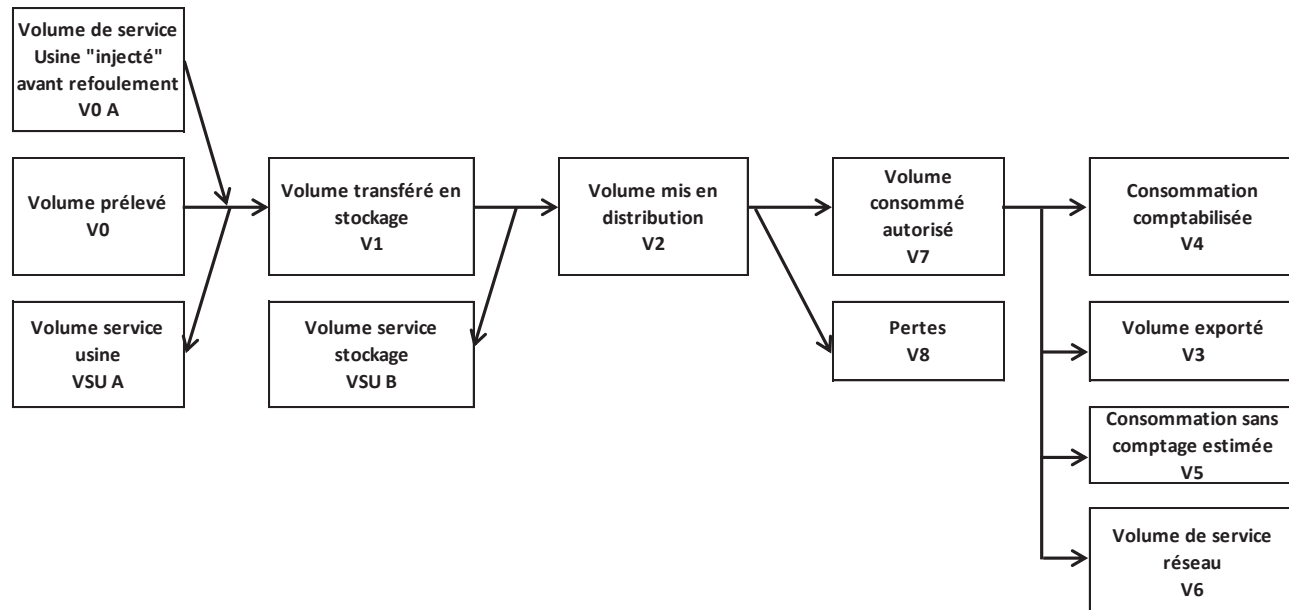 Volume de service
Usine "injecté"
avant refoulement
V0 A
Volume prélevé
V0
Volume service
usine
VSU A
Volume transféré en
stockage
V1
Volume service
stockage
VSU B
Volume mis en
distribution
V2
Volume
consommé
autorisé
V7
Pertes
V8
Consommation
comptabilisée
V4
Volume exporté
V3
Consommation sans
comptage estimée
V5
Volume de service
réseau
V6